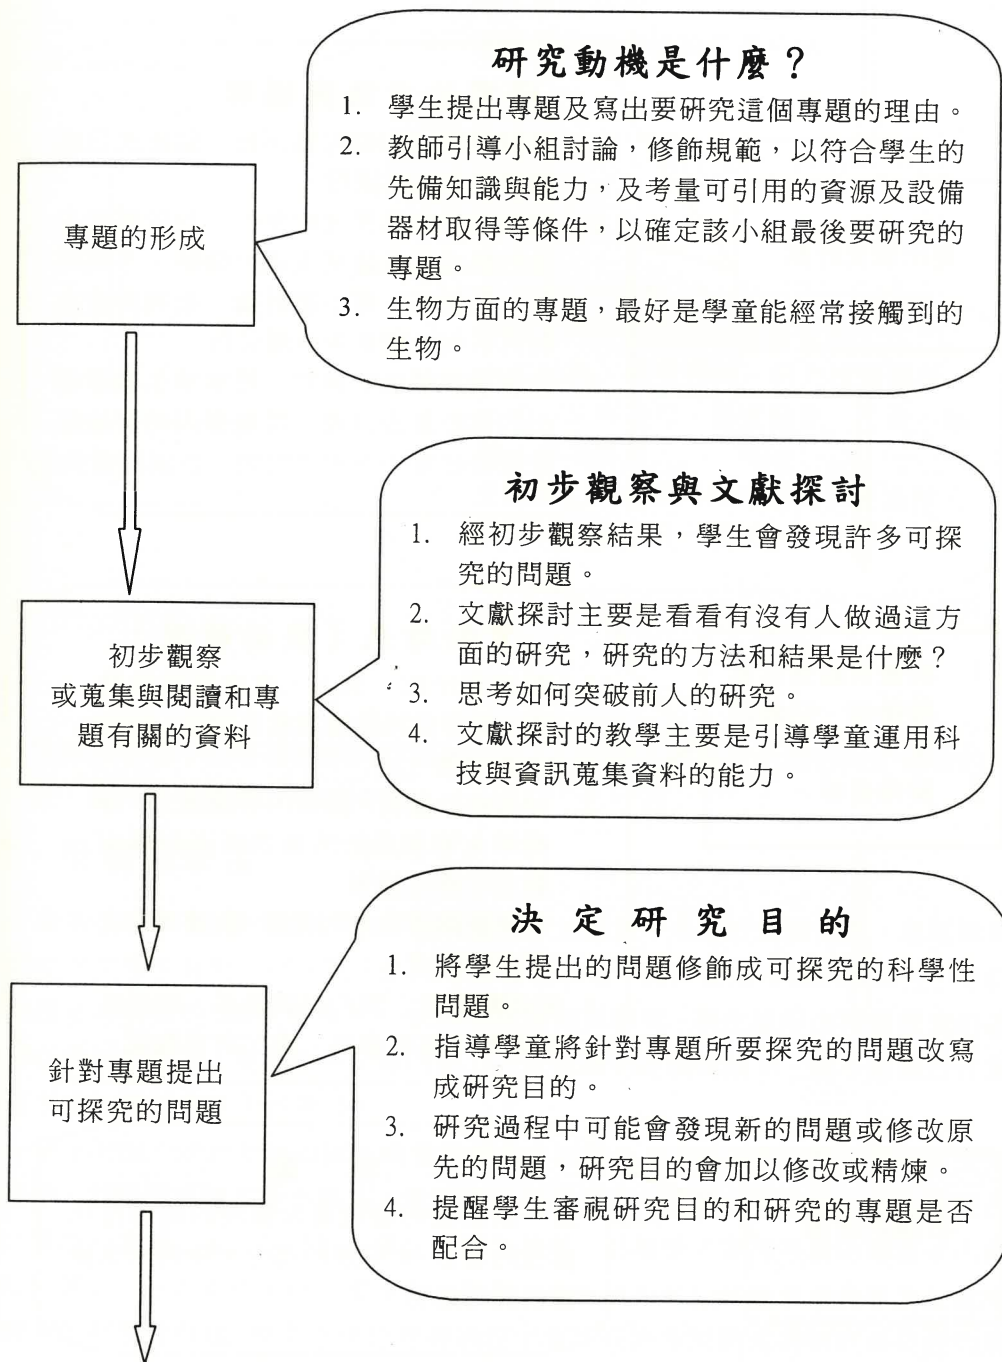 研究動機是什麼？
1. 學生提出專題及寫出要研究這個專題的理由。
2. 教師引導小組討論，修飾規範，以符合學生的
先備知識與能力，及考量可引用的資源及設備
器材取得等條件，以確定該小組最後要研究的
專題。
3. 生物方面的專題，最好是學童能經常接觸到的
生物。
專題的形成
初步觀察與文獻探討
1. 經初步觀察結果，學生會發現許多可探
究的問題。
2. 文獻探討主要是看看有沒有人做過這方
面的研究，研究的方法和結果是什麼？
3. 思考如何突破前人的研究。
4. 文獻探討的教學主要是引導學童運用科
技與資訊蒐集資料的能力。
初步觀察
或蒐集與閱讀和專
題有關的資料
決定研究目的
1. 將學生提出的問題修飾成可探究的科學性
問題。
2. 指導學童將針對專題所要探究的問題改寫
成研究目的。
3. 研究過程中可能會發現新的問題或修改原
先的問題，研究目的會加以修改或精煉。
4. 提醒學生審視研究目的和研究的專題是否
配合。
針對專題提出
可探究的問題